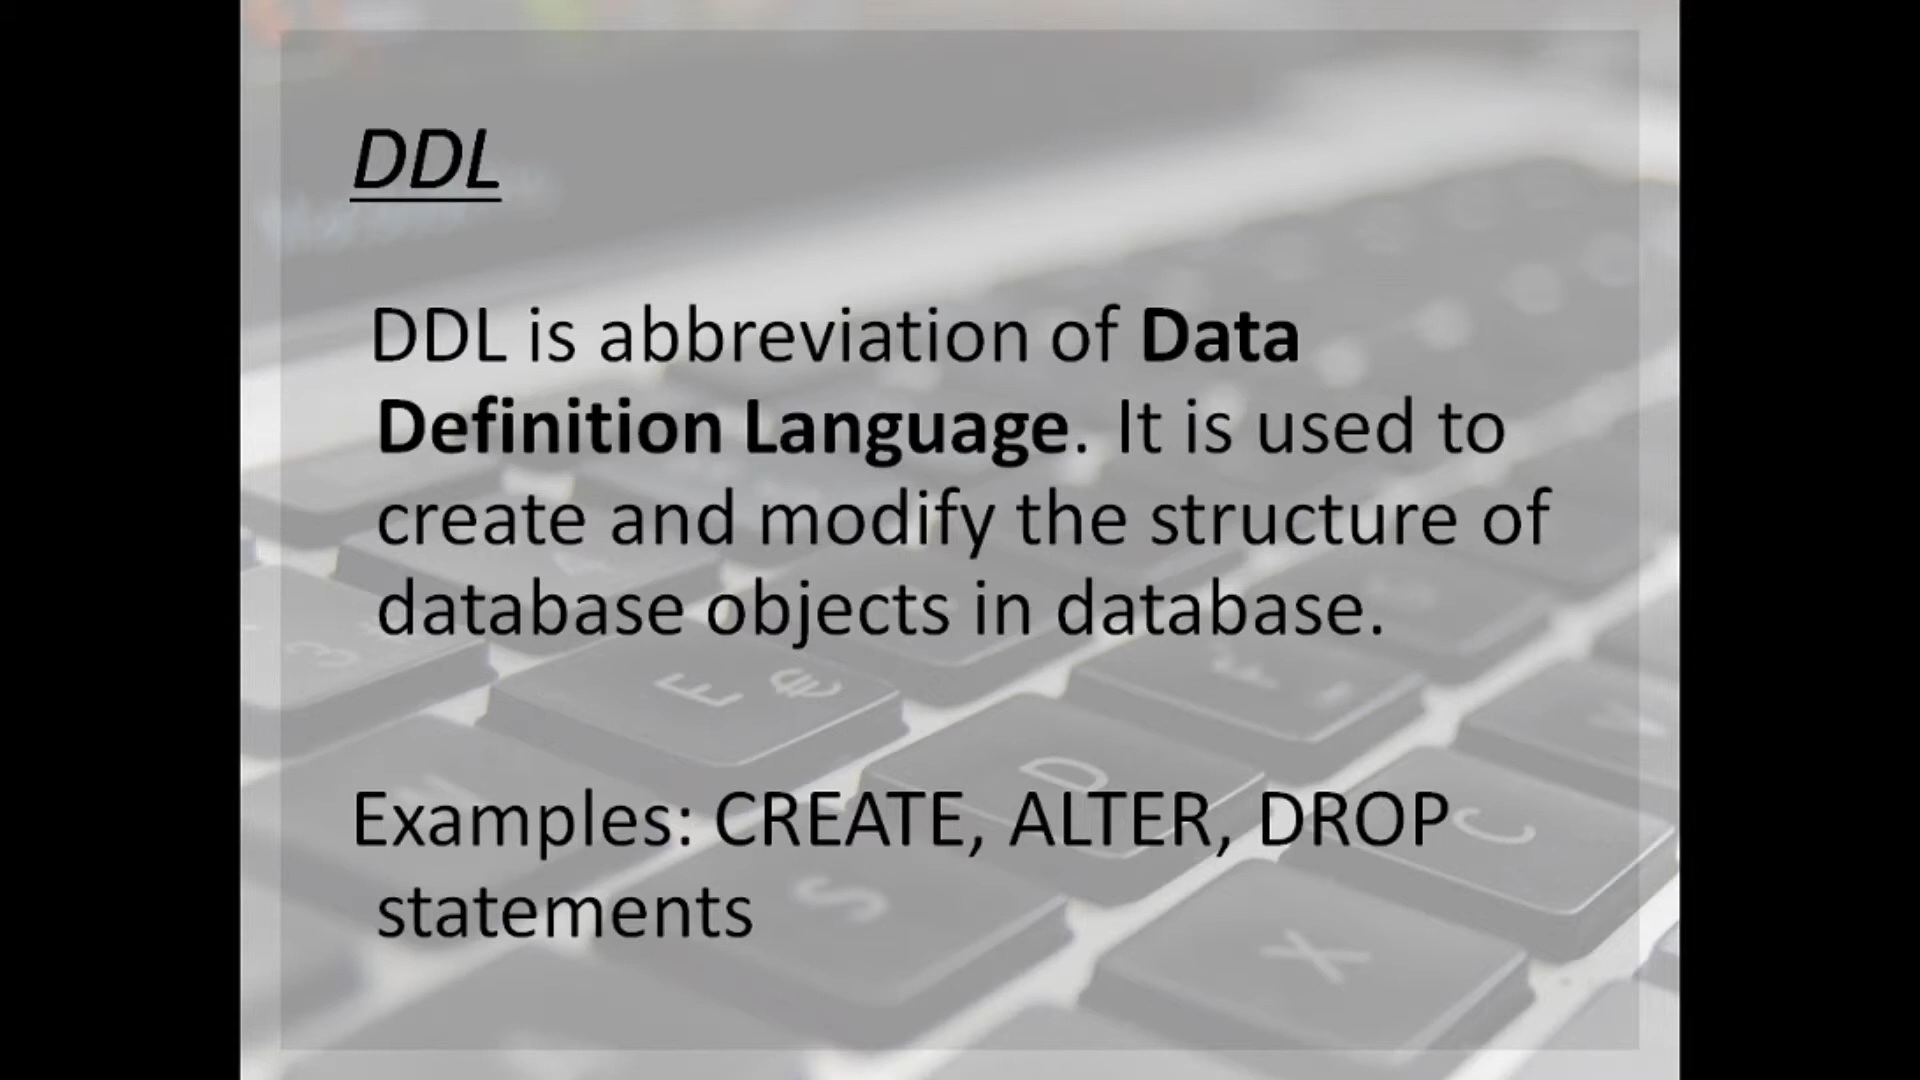 DDL
DDL is abbreviation of Data
Definition Language. It is used to
create and modify the structure of
database objects in database.
Examples: CREATE, ALTER, DROP
statements
3
E €
D
C
S
X